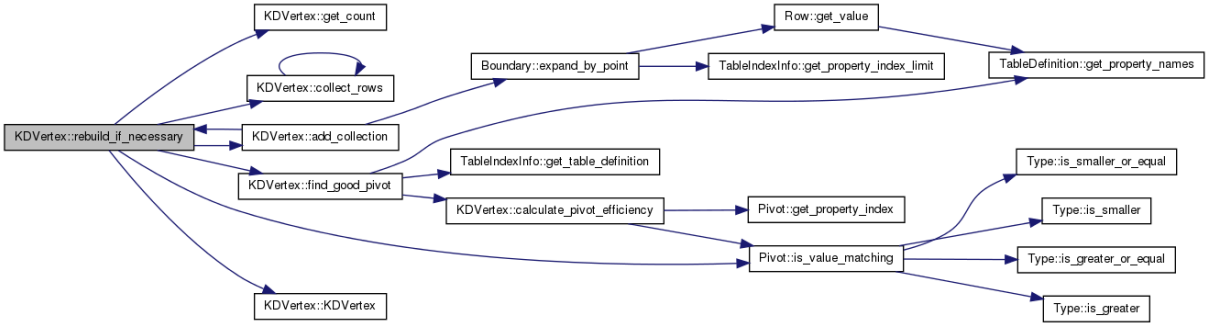 KDVertex::rebuild_if_necessary
KDVertex::get_count
KDVertex::collect_rows
KDVertex::add_collection
KDVertex::find_good_pivot
KDVertex::KDVertex
Boundary::expand_by_point
TableIndexInfo::get_table_definition
KDVertex::calculate_pivot_efficiency
Row::get_value
TableIndexInfo::get_property_index_limit
Pivot::get_property_index
Pivot::is_value_matching
TableDefinition::get_property_names
Type::is_smaller_or_equal
Type::is_smaller
Type::is_greater_or_equal
Type::is_greater